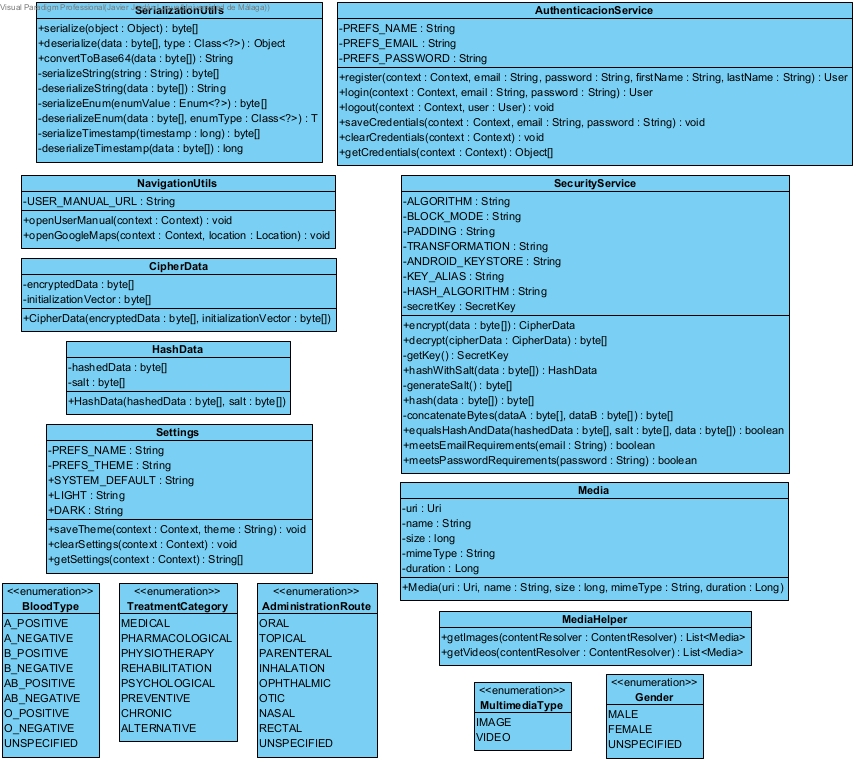 Visual Paradigm Professional(Javier Jordán de Málaga))
SerializationUtils
+serialize(object : Object) : byte[]
+deserialize(data : byte[], type : Class<?>) : Object
+convertToBase64(data : byte[]) : String
-serializeString(string : String) : byte[]
-deserializeString(data : byte[]) : String
-serializeEnum(enumValue : Enum<?>) : byte[]
-deserializeEnum(data : byte[], enumType : Class<?>) : T
-serializeTimestamp(timestamp : long) : byte[]
-deserializeTimestamp(data : byte[]) : long
AuthenticacionService
-PREFS_NAME : String
-PREFS_EMAIL : String
-PREFS_PASSWORD : String
+register(context : Context, email : String, password : String, firstName : String, lastName : String) : User
+login(context : Context, email : String, password : String) : User
+logout(context : Context, user : User) : void
+saveCredentials(context : Context, email : String, password : String) : void
+clearCredentials(context : Context) : void
+getCredentials(context : Context) : Object[]
NavigationUtils
-USER_MANUAL_URL : String
+openUserManual(context : Context) : void
+openGoogleMaps(context : Context, location : Location) : void
CipherData
-encryptedData : byte[]
-initializationVector : byte[]
+CipherData(encryptedData : byte[], initializationVector : byte[])
HashData
-hashedData : byte[]
-salt : byte[]
+HashData(hashedData : byte[], salt : byte[])
Settings
-PREFS_NAME : String
-PREFS_THEME : String
+SYSTEM_DEFAULT : String
+LIGHT : String
+DARK : String
+saveTheme(context : Context, theme : String) : void
+clearSettings(context : Context) : void
+getSettings(context : Context) : String[]
SecurityService
-ALGORITHM : String
-BLOCK_MODE : String
-PADDING : String
-TRANSFORMATION : String
-ANDROID_KEYSTORE : String
-KEY_ALIAS : String
-HASH_ALGORITHM : String
-secretKey : SecretKey
+encrypt(data : byte[]) : CipherData
+decrypt(cipherData : CipherData) : byte[]
-getKey() : SecretKey
+hashWithSalt(data : byte[]) : HashData
-generateSalt() : byte[]
+hash(data : byte[]) : byte[]
-concatenateBytes(dataA : byte[], dataB : byte[]) : byte[]
+equalsHashAndData(hashedData : byte[], salt : byte[], data : byte[]) : boolean
+meetsEmailRequirements(email : String) : boolean
+meetsPasswordRequirements(password : String) : boolean
Media
-uri : Uri
-name : String
-size : long
-mimeType : String
-duration : Long
+Media(uri : Uri, name : String, size : long, mimeType : String, duration : Long)
MediaHelper
+getImages(contentResolver : ContentResolver) : List<Media>
+getVideos(contentResolver : ContentResolver) : List<Media>
<<enumeration>>
BloodType
A_POSITIVE
A_NEGATIVE
B_POSITIVE
B_NEGATIVE
AB_POSITIVE
AB_NEGATIVE
O_POSITIVE
O_NEGATIVE
UNSPECIFIED
<<enumeration>>
TreatmentCategory
MEDICAL
PHARMACOLOGICAL
PHYSIOTHERAPY
REHABILITATION
PSYCHOLOGICAL
PREVENTIVE
CHRONIC
ALTERNATIVE
<<enumeration>>
AdministrationRoute
ORAL
TOPICAL
PARENTERAL
INHALATION
OPHTHALMIC
OTIC
NASAL
RECTAL
UNSPECIFIED
<<enumeration>>
MultimediaType
IMAGE
VIDEO
<<enumeration>>
Gender
MALE
FEMALE
UNSPECIFIED